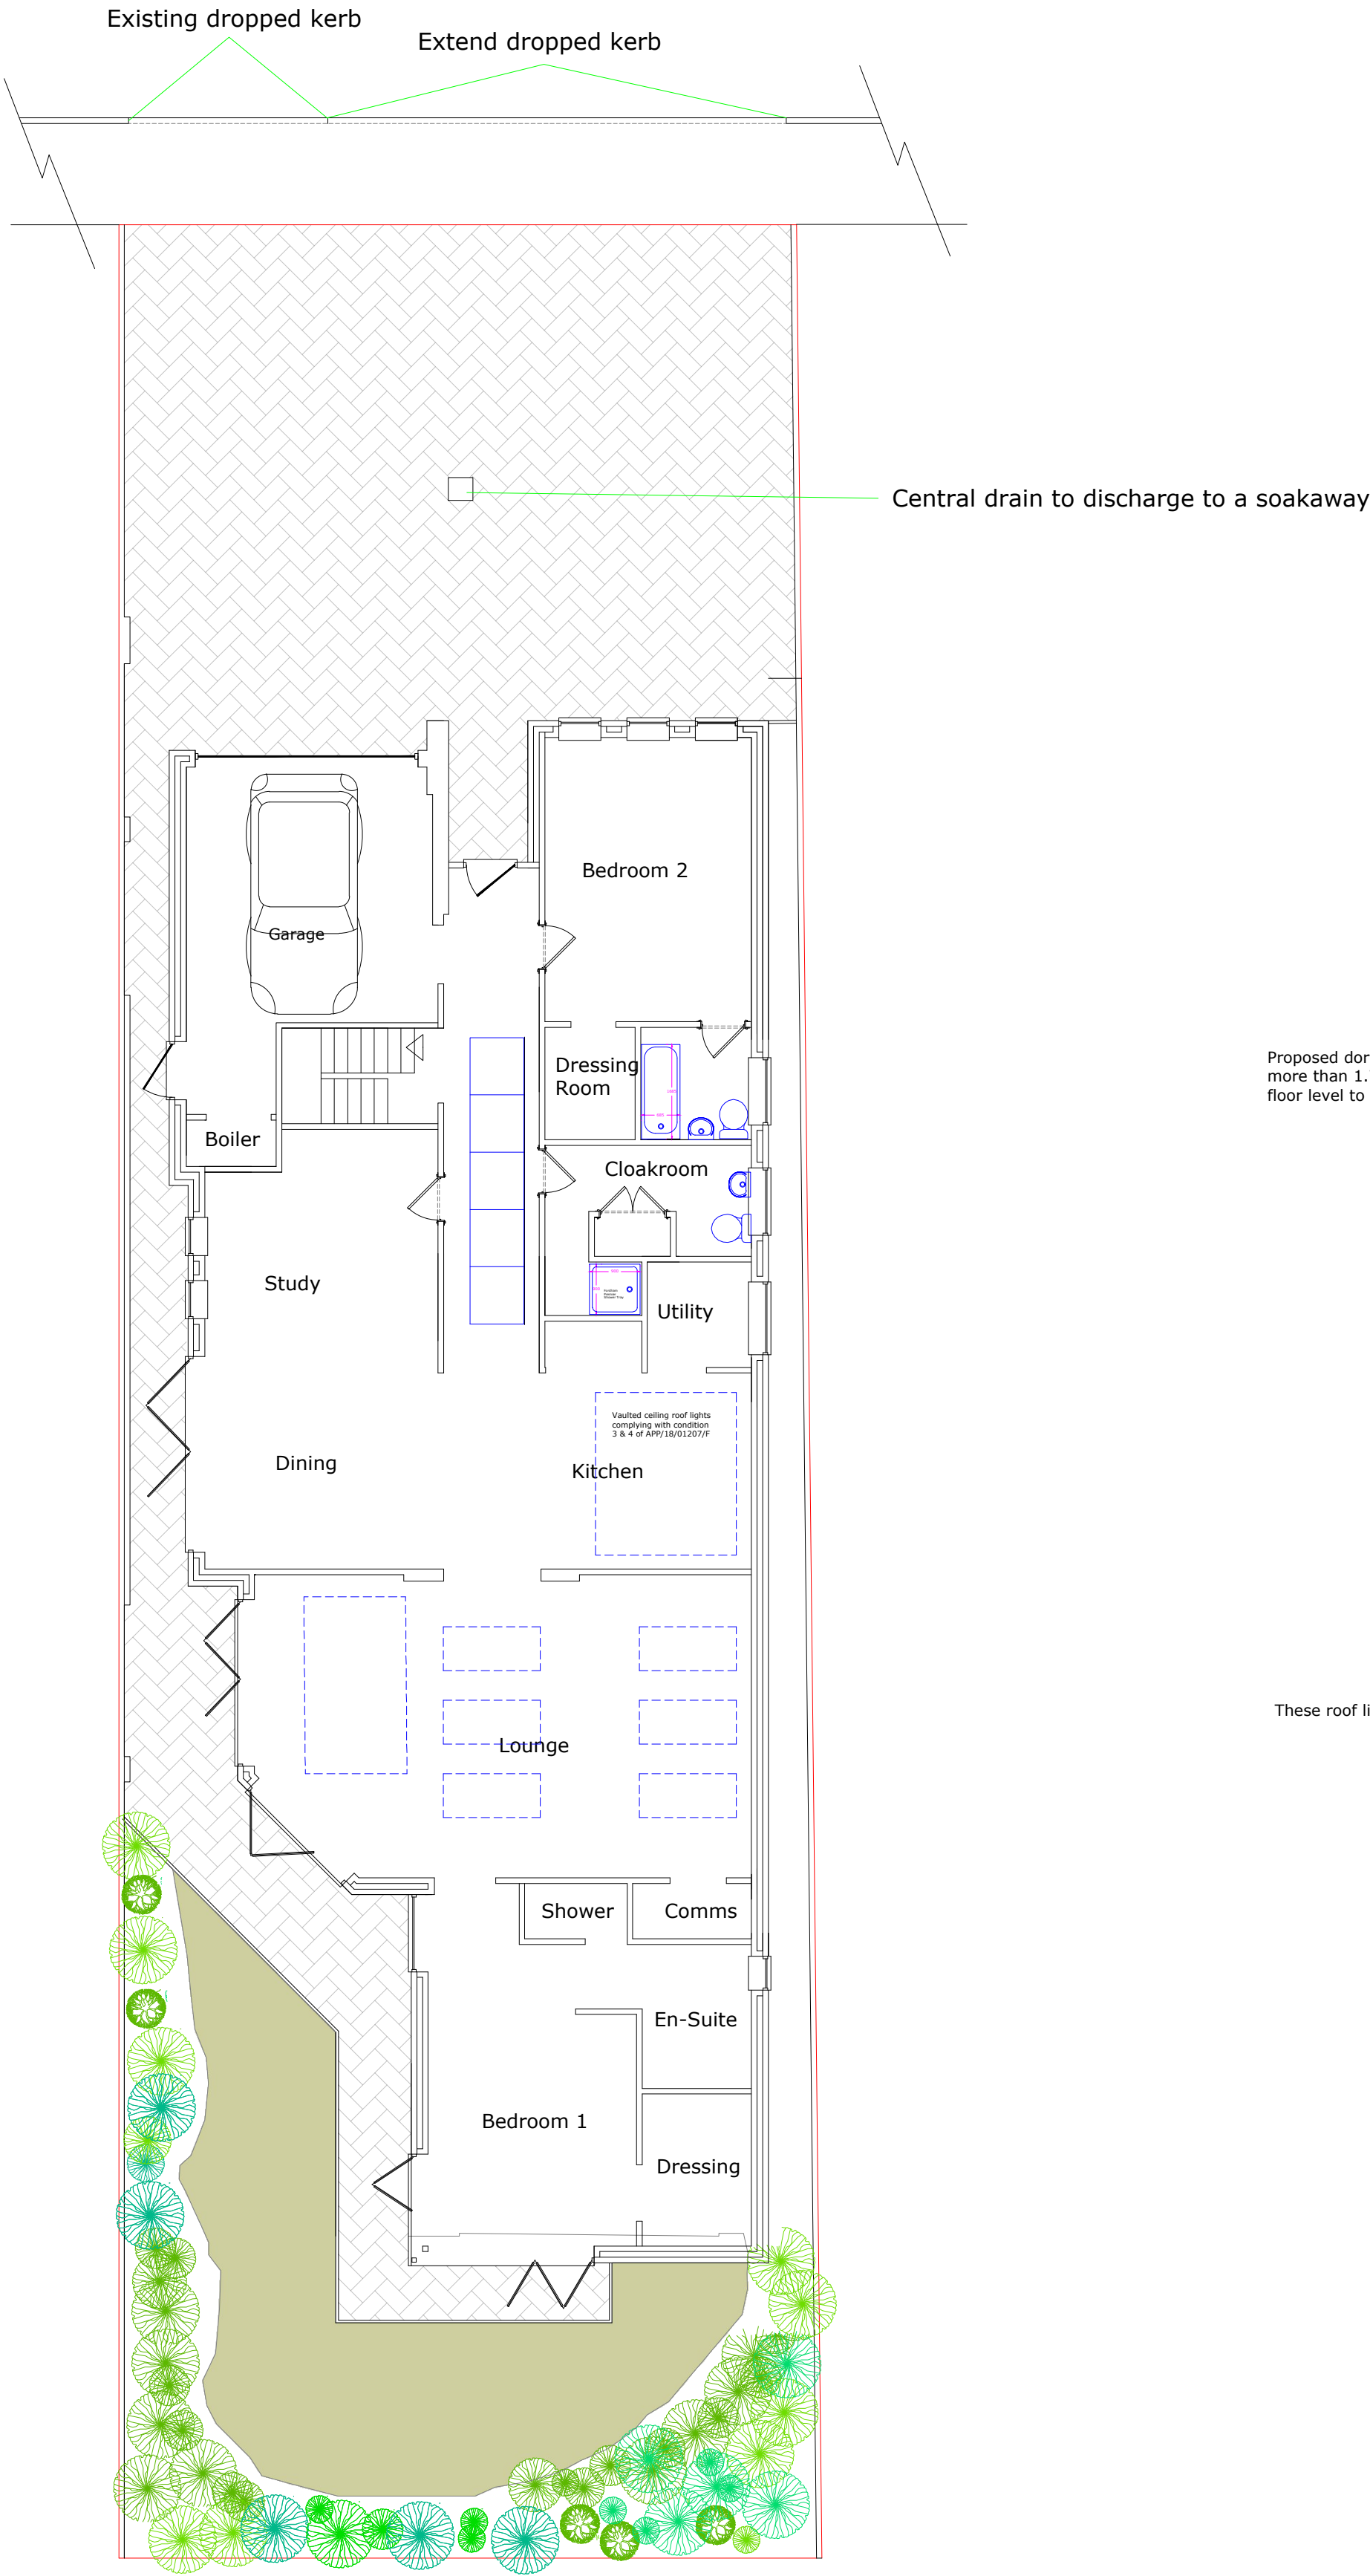 Existing dropped kerb
Extend dropped kerb
Central drain to discharge to a soakaway
Bedroom 2
Garage
Proposed dor
more than 1.
floor level to
Dressing
Room
Boiler
Cloakroom
Study
Utility
Vaulted ceiling roof lights
complying with condition
3 & 4 of APP/18/01207/F
Dining
Kitchen
These roof li
Lounge
Shower
Comms
En-Suite
Bedroom 1
Dressing